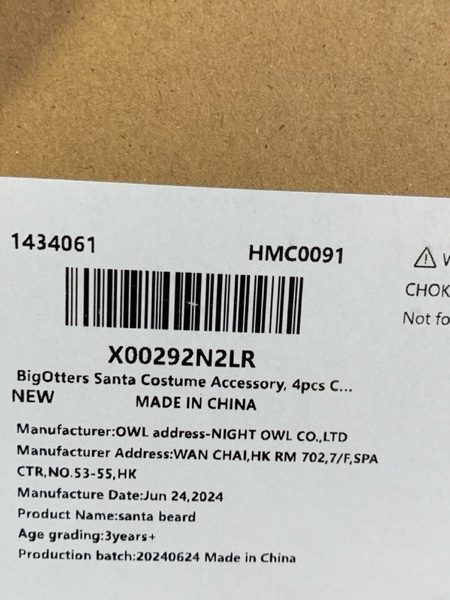 1434061 HMC0091
X00292N2LR
BigOtters Santa Costume Accessory, 4pcs C...
NEW MADE IN CHINA
Manufacturer:OWL address-NIGHT OWL CO.,LTD
Manufacturer Address:WAN CHAI,HK RM 702,7/F,SPA
CTR,NO.53-55,HK
Manufacture Date:Jun 24,2024
Product Name:santa beard
Age grading:3years+
Production batch:20240624 Made in China
⚠
CHOK
Not fo